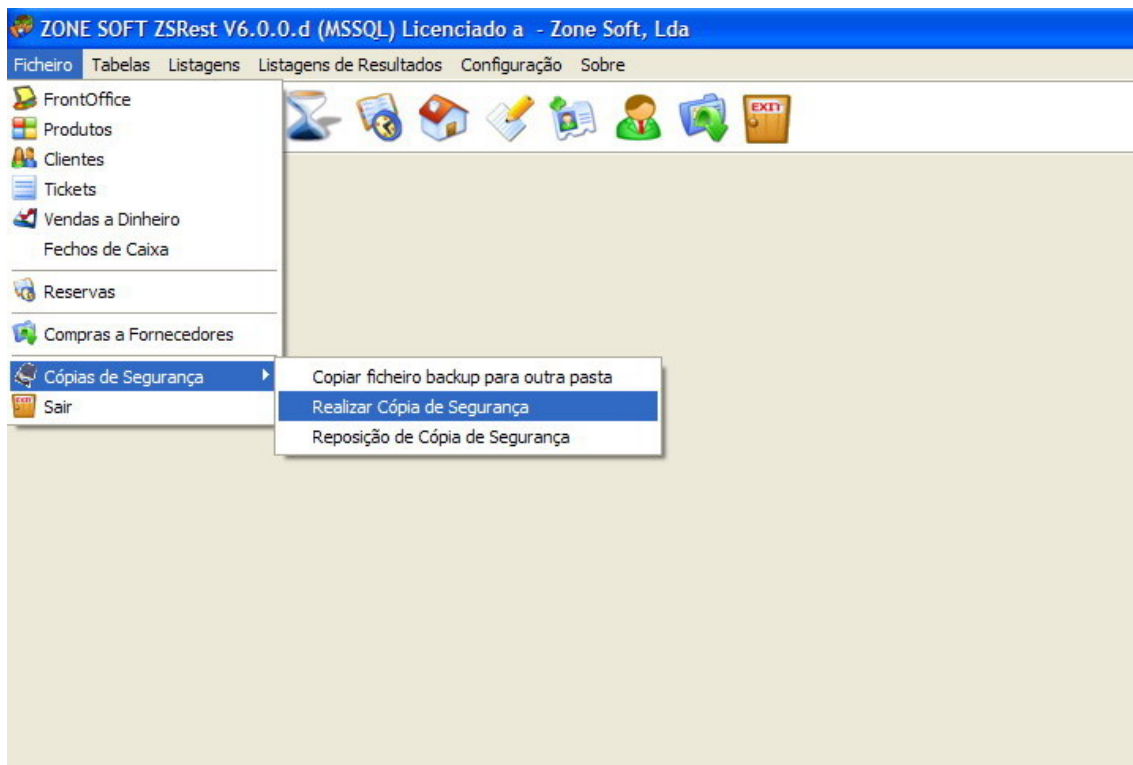 ZONE SOFT ZSRest V6.0.0.d (MSSQL) Licenciado a - Zone Soft, Lda
Ficheiro Tabelas Listagens Listagens de Resultados Configuração Sobre
FrontOffice
Produtos
Clientes
Tickets
Vendas a Dinheiro
Fechos de Caixa
Reservas
Compras a Fornecedores
Cópias de Segurança
Sair
Copiar ficheiro backup para outra pasta
Realizar Cópia de Segurança
Reposição de Cópia de Segurança
EXIT